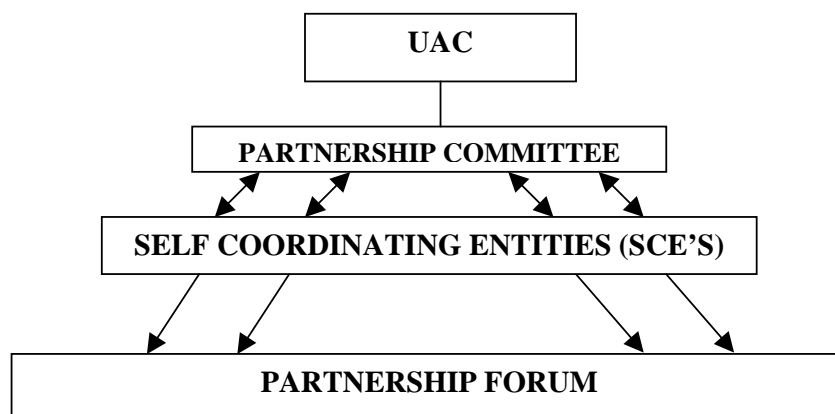 UAC
PARTNERSHIP COMMITTEE
SELF COORDINATING ENTITIES (SCE’S)
PARTNERSHIP FORUM